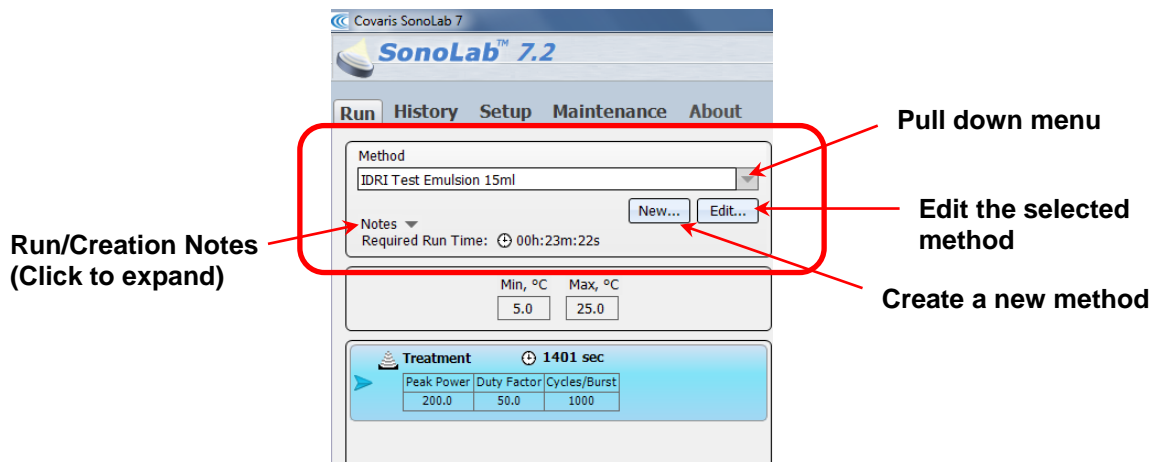 Covaris SonoLab 7
SonoLab™ 7.2
Run History Setup Maintenance About
Pull down menu
Method
IDRI Test Emulsion 15ml
New... Edit...
Edit the selected
method
Notes
Required Run Time: 00h:23m:22s
Run/Creation Notes
(Click to expand)
Create a new method
Min, ºC Max, ºC
5.0 25.0
Treatment 1401 sec
Peak Power Duty Factor Cycles/Burst
200.0 50.0 1000